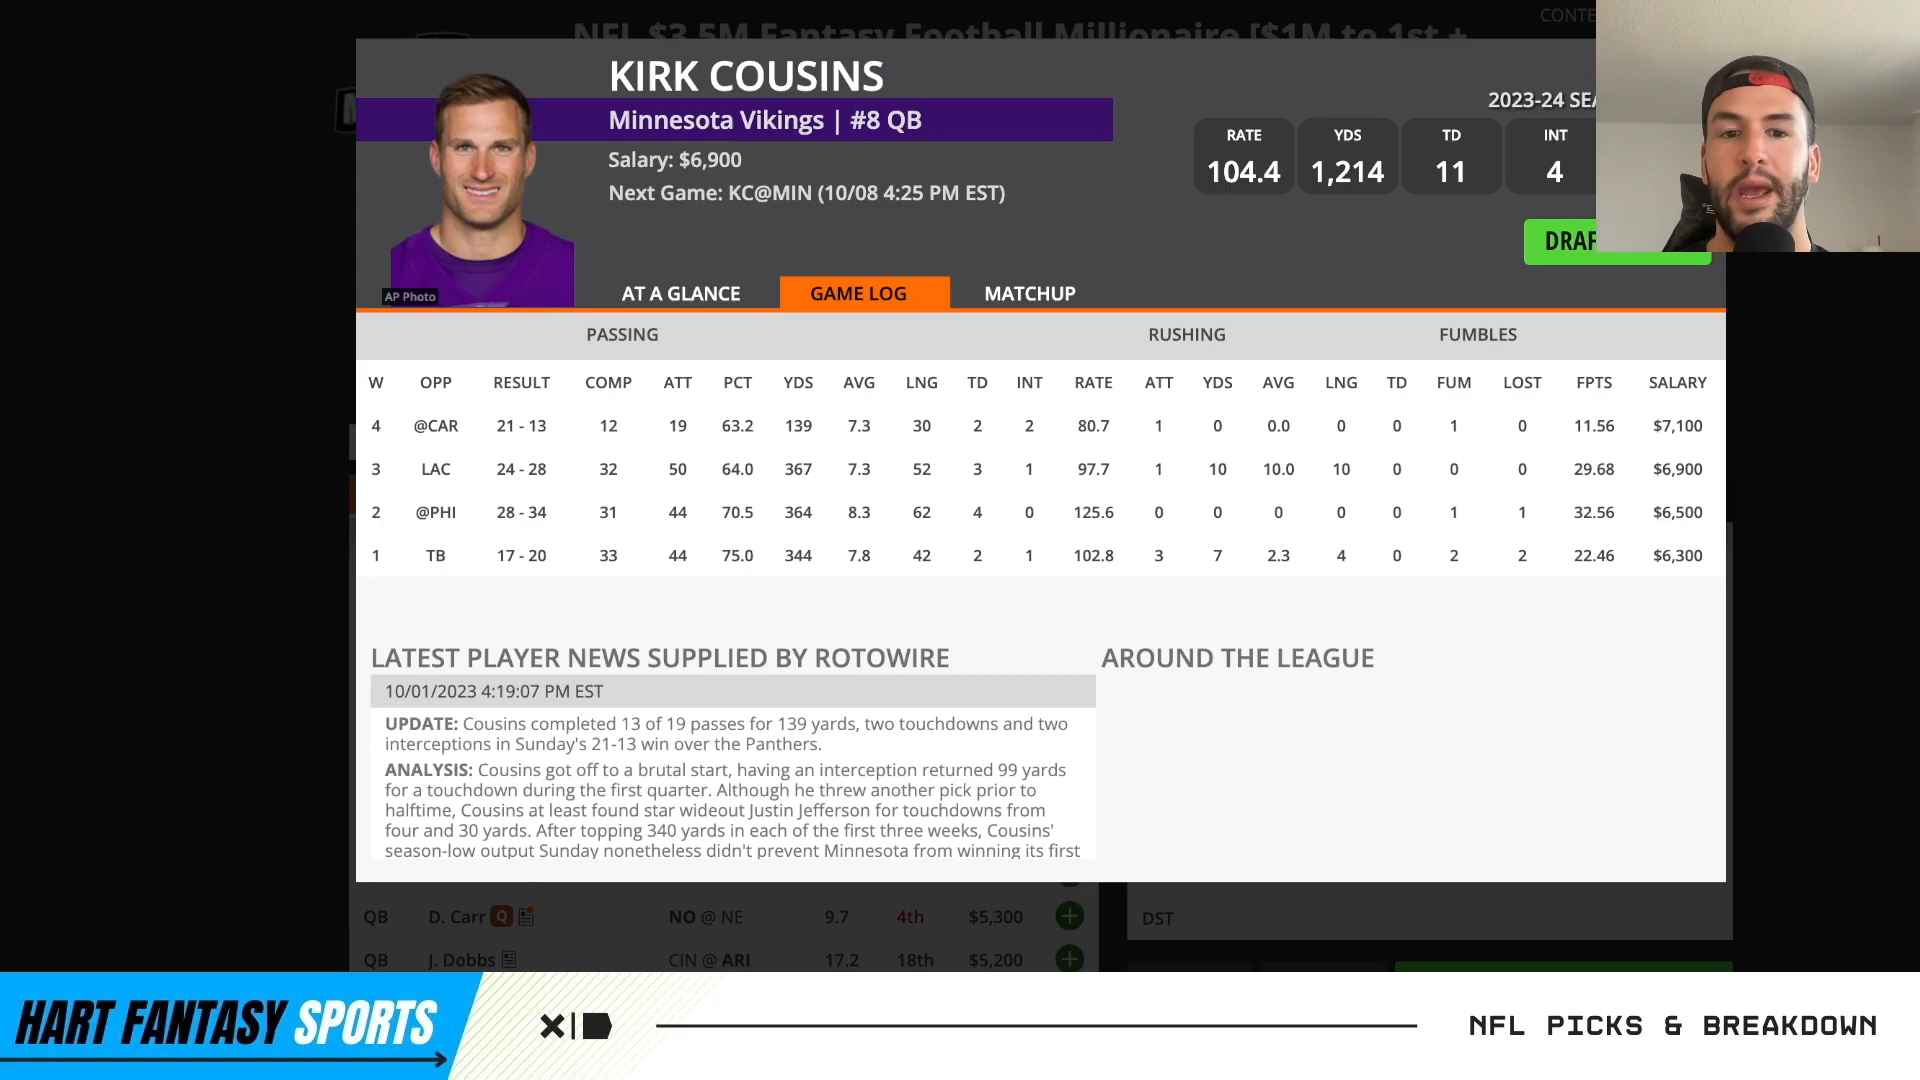 NFL $3.5M Fantasy Football Millionaire [$1M to 1st +
CONTE
KIRK COUSINS
Minnesota Vikings | #8 QB
Salary: $6,900
Next Game: KC@MIN (10/08 4:25 PM EST)
2023-24 SEA
RATE YDS TD INT
104.4 1,214 11 4
DRAF
AP Photo
AT A GLANCE GAME LOG MATCHUP
PASSING RUSHING FUMBLES
W OPP RESULT COMP ATT PCT YDS AVG LNG TD INT RATE ATT YDS AVG LNG TD FUM LOST FPTS SALARY
4 @CAR 21 - 13 12 19 63.2 139 7.3 30 2 2 80.7 1 0 0.0 0 0 1 0 11.56 $7,100
3 LAC 24 - 28 32 50 64.0 367 7.3 52 3 1 97.7 1 10 10.0 10 0 0 0 29.68 $6,900
2 @PHI 28 - 34 31 44 70.5 364 8.3 62 4 0 125.6 0 0 0 0 0 1 1 32.56 $6,500
1 TB 17 - 20 33 44 75.0 344 7.8 42 2 1 102.8 3 7 2.3 4 0 2 2 22.46 $6,300
LATEST PLAYER NEWS SUPPLIED BY ROTOWIRE
AROUND THE LEAGUE
10/01/2023 4:19:07 PM EST
UPDATE: Cousins completed 13 of 19 passes for 139 yards, two touchdowns and two
interceptions in Sunday's 21-13 win over the Panthers.
ANALYSIS: Cousins got off to a brutal start, having an interception returned 99 yards
for a touchdown during the first quarter. Although he threw another pick prior to
halftime, Cousins at least found star wideout Justin Jefferson for touchdowns from
four and 30 yards. After topping 340 yards in each of the first three weeks, Cousins'
season-low output Sunday nonetheless didn't prevent Minnesota from winning its first
QB D. Carr Q NO @ NE 9.7 4th $5,300
DST
QB J. Dobbs CIN @ ARI 17.2 18th $5,200
HART FANTASY SPORTS
NFL PICKS & BREAKDOWN